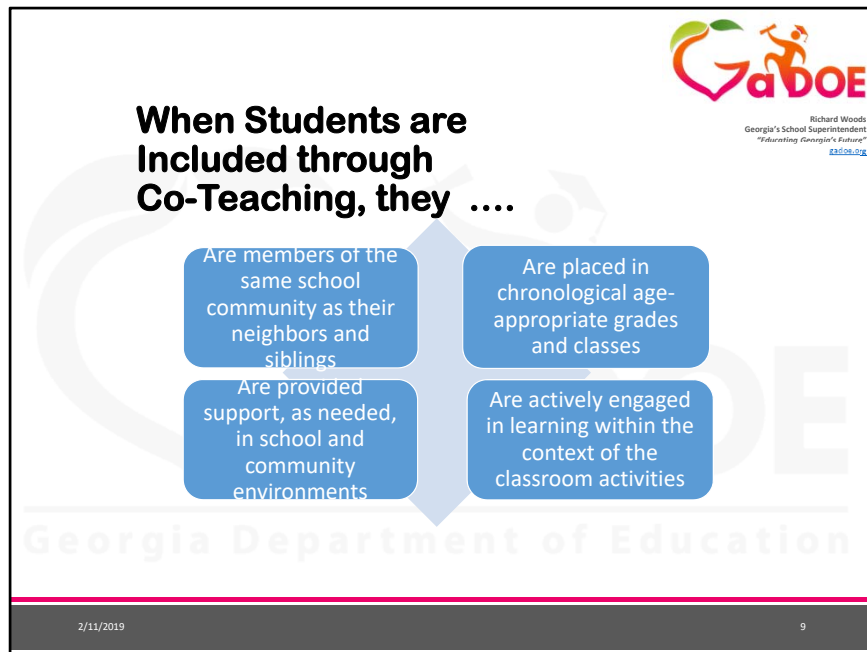 GaDOE
Richard Woods
Georgia's School Superintendent
"Educating Georgia's Future"
gadoe.org
When Students are
Included through
Co-Teaching, they ....
Are members of the
same school
community as their
neighbors and
siblings
Are placed in
chronological age-
appropriate grades
and classes
Are provided
support, as needed,
in school and
community
environments
Are actively engaged
in learning within the
context of the
classroom activities
Georgia Department of Education
2/11/2019
9